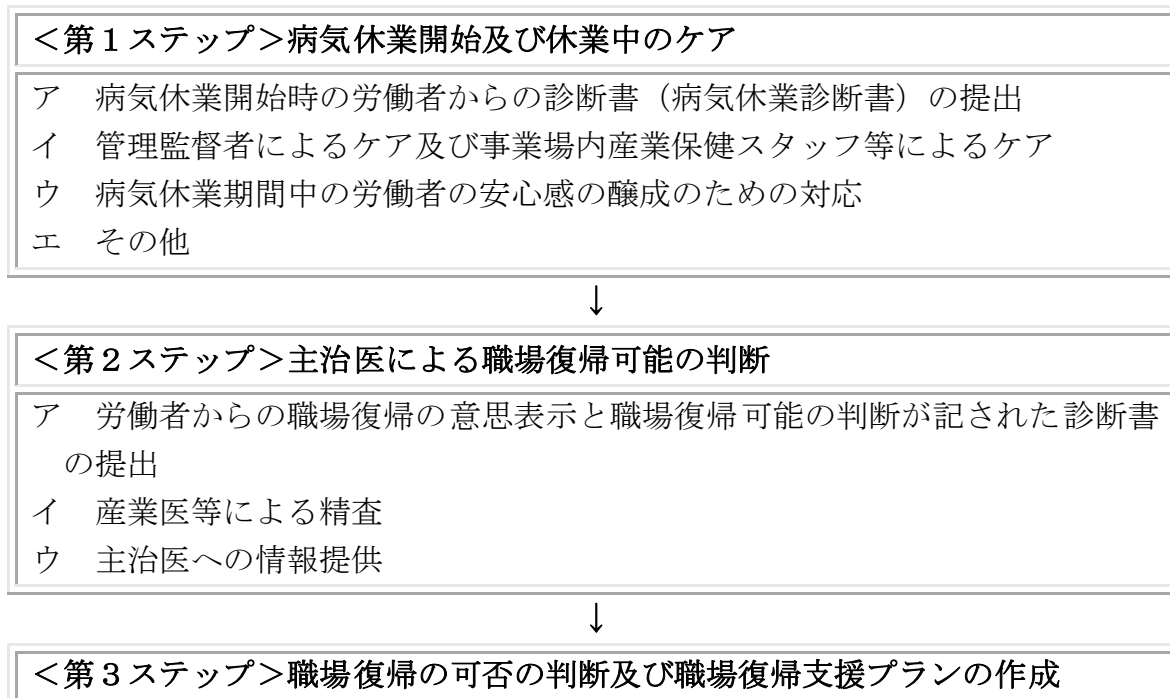 ＜第１ステップ＞病気休業開始及び休業中のケア
ア　病気休業開始時の労働者からの診断書（病気休業診断書）の提出
イ　管理監督者によるケア及び事業場内産業保健スタッフ等によるケア
ウ　病気休業期間中の労働者の安心感の醸成のための対応
エ　その他
↓
＜第２ステップ＞主治医による職場復帰可能の判断
ア　労働者からの職場復帰の意思表示と職場復帰可能の判断が記された診断書
の提出
イ　産業医等による精査
ウ　主治医への情報提供
↓
＜第３ステップ＞職場復帰の可否の判断及び職場復帰支援プランの作成